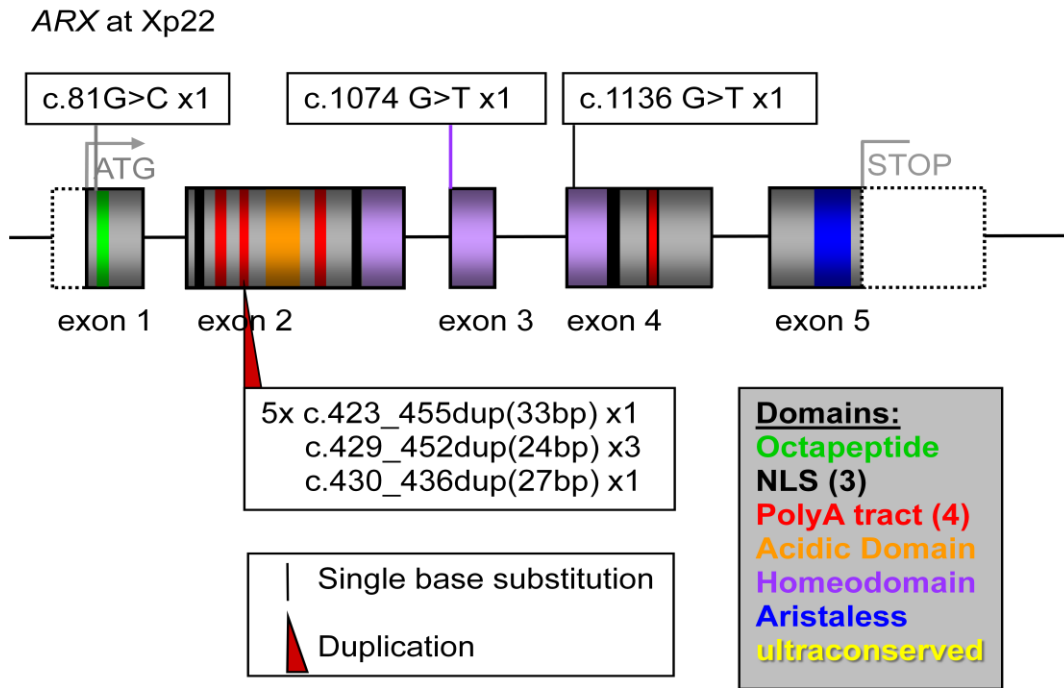 ARX at Xp22
c.81G>C x1
c.1074 G>T x1
c.1136 G>T x1
ATG
STOP
exon 1
exon 2
exon 3
exon 4
exon 5
5x c.423_455dup(33bp) x1
c.429_452dup(24bp) x3
c.430_436dup(27bp) x1
Single base substitution
Duplication
Domains:
Octapeptide
NLS (3)
PolyA tract (4)
Acidic Domain
Homeodomain
Aristaless
ultraconserved